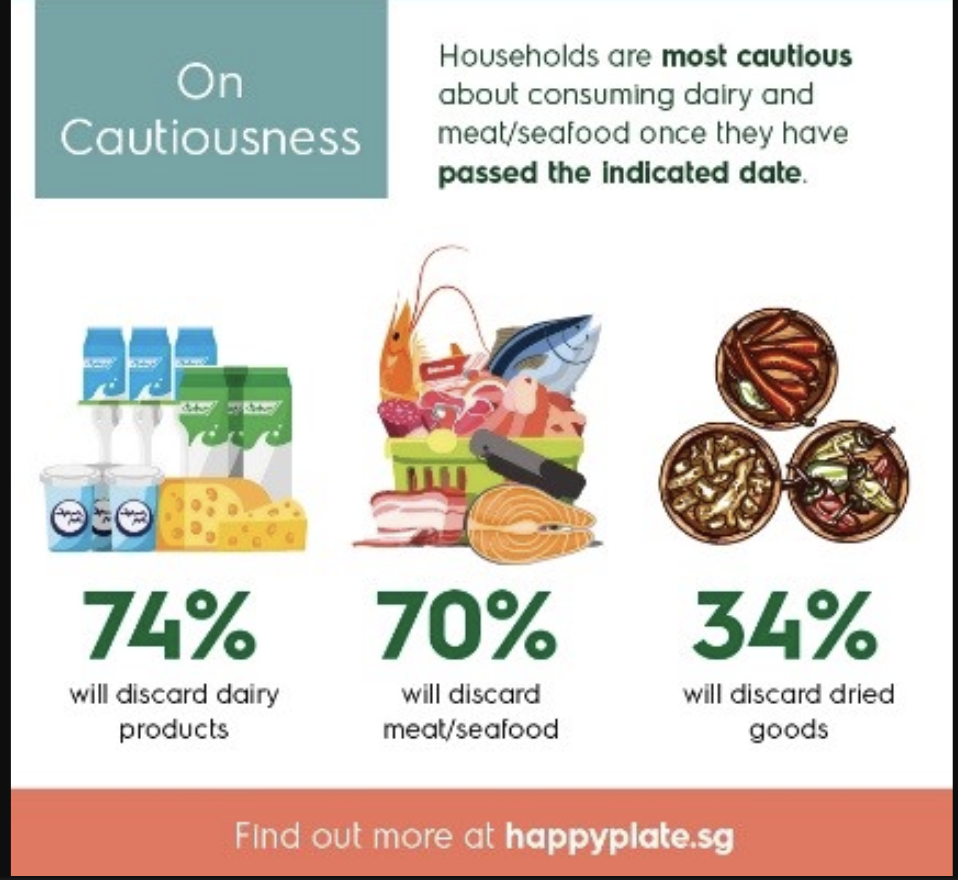 On
Cautiousness
Households are most cautious
about consuming dairy and
meat/seafood once they have
passed the indicated date.
74%
will discard dairy
products
70%
will discard
meat/seafood
34%
will discard dried
goods
Find out more at happyplate.sg